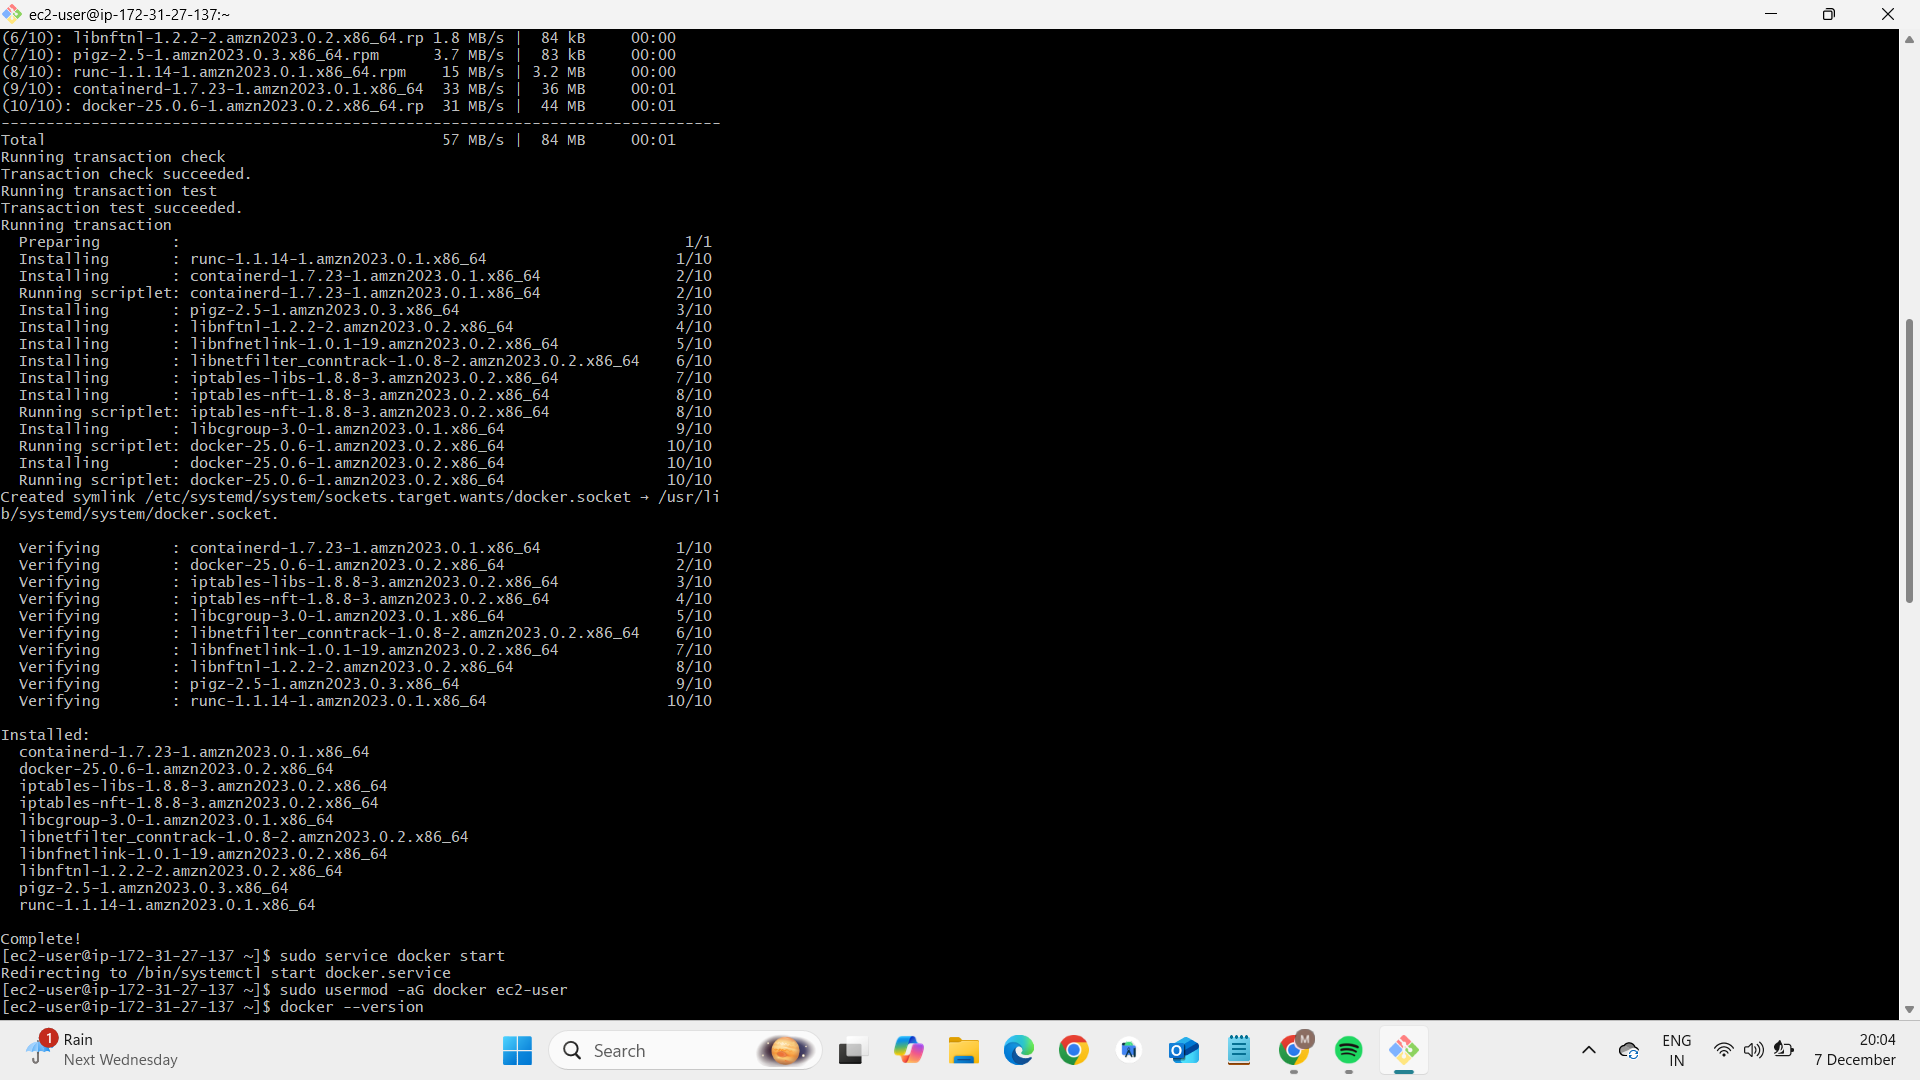 ec2-user@ip-172-31-27-137:~
(6/10): libnftnl-1.2.2-2.amzn2023.0.2.x86_64.rp 1.8 MB/s |  84 kB     00:00
(7/10): pigz-2.5-1.amzn2023.0.3.x86_64.rpm      3.7 MB/s |  83 kB     00:00
(8/10): runc-1.1.14-1.amzn2023.0.1.x86_64.rpm    15 MB/s | 3.2 MB     00:00
(9/10): containerd-1.7.23-1.amzn2023.0.1.x86_64  33 MB/s |  36 MB     00:01
(10/10): docker-25.0.6-1.amzn2023.0.2.x86_64.rp  31 MB/s |  44 MB     00:01
--------------------------------------------------------------------------------
Total                                            57 MB/s |  84 MB     00:01
Running transaction check
Transaction check succeeded.
Running transaction test
Transaction test succeeded.
Running transaction
  Preparing        :                                                        1/1
  Installing       : runc-1.1.14-1.amzn2023.0.1.x86_64                     1/10
  Installing       : containerd-1.7.23-1.amzn2023.0.1.x86_64               2/10
  Running scriptlet: containerd-1.7.23-1.amzn2023.0.1.x86_64               2/10
  Installing       : pigz-2.5-1.amzn2023.0.3.x86_64                        3/10
  Installing       : libnftnl-1.2.2-2.amzn2023.0.2.x86_64                  4/10
  Installing       : libnfnetlink-1.0.1-19.amzn2023.0.2.x86_64             5/10
  Installing       : libnetfilter_conntrack-1.0.8-2.amzn2023.0.2.x86_64    6/10
  Installing       : iptables-libs-1.8.8-3.amzn2023.0.2.x86_64             7/10
  Installing       : iptables-nft-1.8.8-3.amzn2023.0.2.x86_64              8/10
  Running scriptlet: iptables-nft-1.8.8-3.amzn2023.0.2.x86_64              8/10
  Installing       : libcgroup-3.0-1.amzn2023.0.1.x86_64                   9/10
  Running scriptlet: docker-25.0.6-1.amzn2023.0.2.x86_64                  10/10
  Installing       : docker-25.0.6-1.amzn2023.0.2.x86_64                  10/10
  Running scriptlet: docker-25.0.6-1.amzn2023.0.2.x86_64                  10/10
Created symlink /etc/systemd/system/sockets.target.wants/docker.socket → /usr/li
b/systemd/system/docker.socket.
  Verifying        : containerd-1.7.23-1.amzn2023.0.1.x86_64               1/10
  Verifying        : docker-25.0.6-1.amzn2023.0.2.x86_64                   2/10
  Verifying        : iptables-libs-1.8.8-3.amzn2023.0.2.x86_64             3/10
  Verifying        : iptables-nft-1.8.8-3.amzn2023.0.2.x86_64              4/10
  Verifying        : libcgroup-3.0-1.amzn2023.0.1.x86_64                   5/10
  Verifying        : libnetfilter_conntrack-1.0.8-2.amzn2023.0.2.x86_64    6/10
  Verifying        : libnfnetlink-1.0.1-19.amzn2023.0.2.x86_64             7/10
  Verifying        : libnftnl-1.2.2-2.amzn2023.0.2.x86_64                  8/10
  Verifying        : pigz-2.5-1.amzn2023.0.3.x86_64                        9/10
  Verifying        : runc-1.1.14-1.amzn2023.0.1.x86_64                    10/10
Installed:
  containerd-1.7.23-1.amzn2023.0.1.x86_64
  docker-25.0.6-1.amzn2023.0.2.x86_64
  iptables-libs-1.8.8-3.amzn2023.0.2.x86_64
  iptables-nft-1.8.8-3.amzn2023.0.2.x86_64
  libcgroup-3.0-1.amzn2023.0.1.x86_64
  libnetfilter_conntrack-1.0.8-2.amzn2023.0.2.x86_64
  libnfnetlink-1.0.1-19.amzn2023.0.2.x86_64
  libnftnl-1.2.2-2.amzn2023.0.2.x86_64
  pigz-2.5-1.amzn2023.0.3.x86_64
  runc-1.1.14-1.amzn2023.0.1.x86_64
Complete!
[ec2-user@ip-172-31-27-137 ~]$ sudo service docker start
Redirecting to /bin/systemctl start docker.service
[ec2-user@ip-172-31-27-137 ~]$ sudo usermod -aG docker ec2-user
[ec2-user@ip-172-31-27-137 ~]$ docker --version
1
Rain
Next Wednesday
Search
M
ENG
IN
20:04
7 December